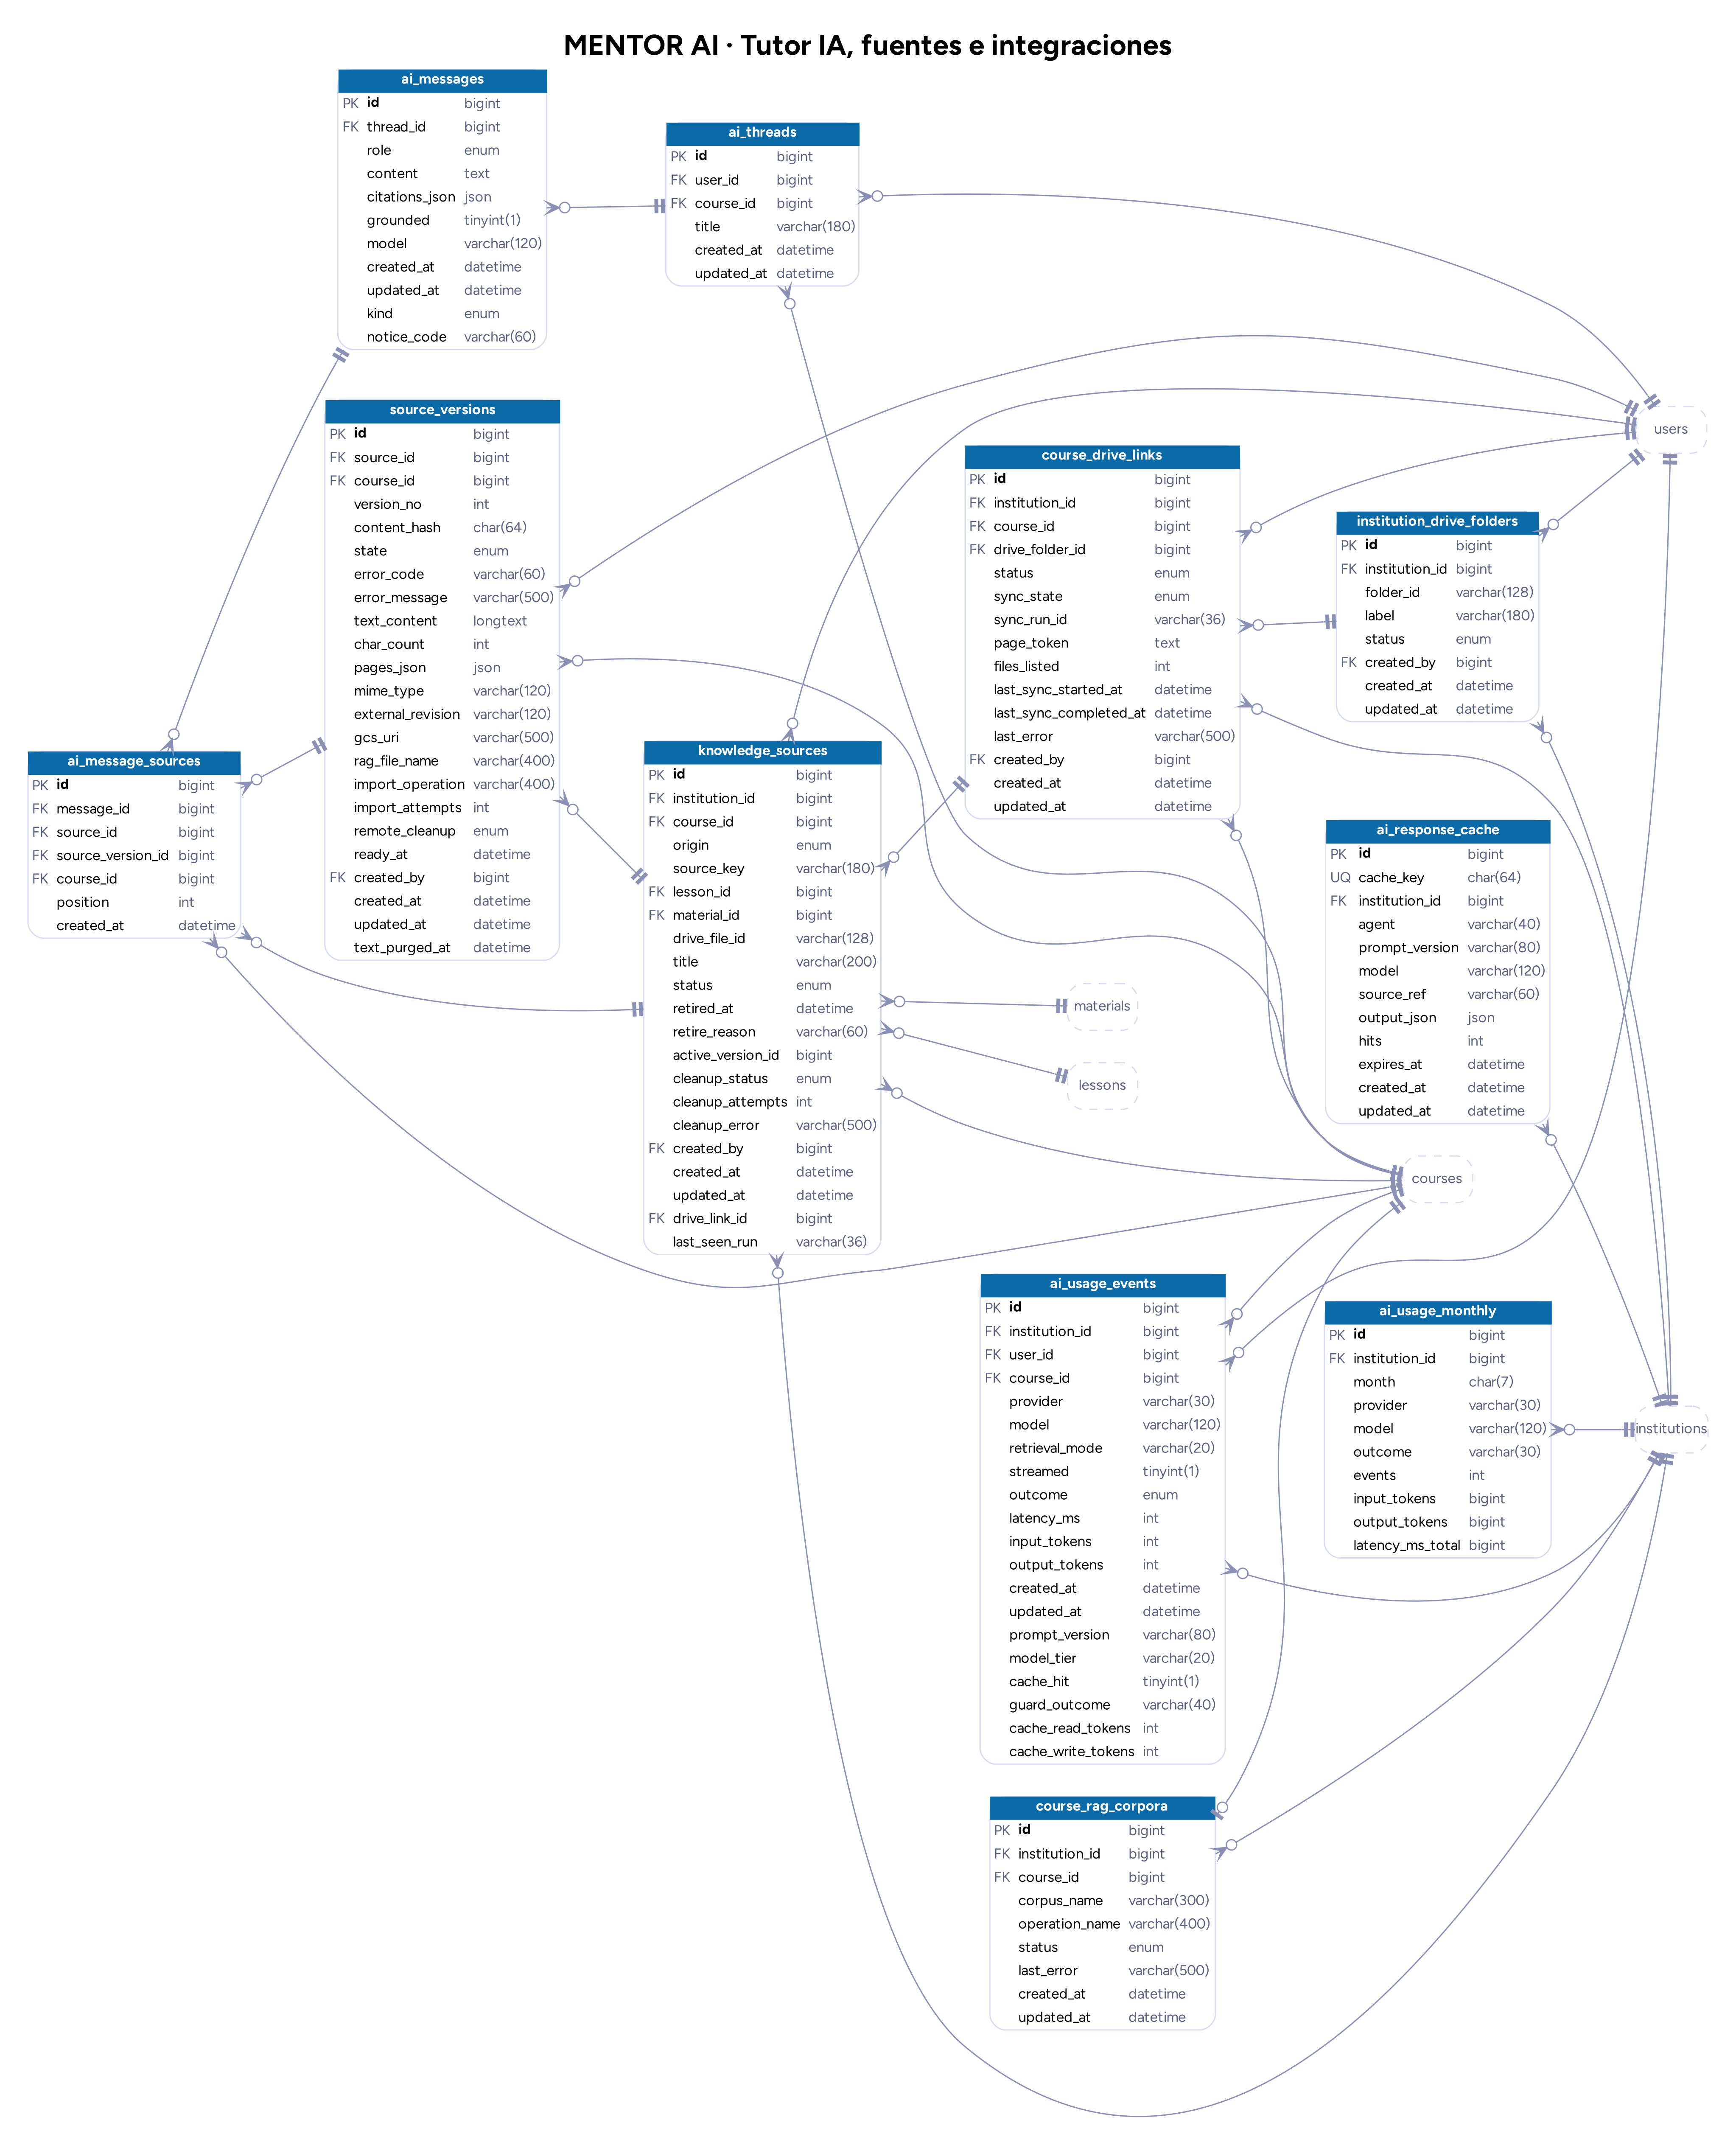 MENTOR AI · Tutor IA, fuentes e integraciones
ai_messages
PK id bigint
FK thread_id bigint
role enum
content text
citations_json json
grounded tinyint(1)
model varchar(120)
created_at datetime
updated_at datetime
kind enum
notice_code varchar(60)
ai_threads
PK id bigint
FK user_id bigint
FK course_id bigint
title varchar(180)
created_at datetime
updated_at datetime
source_versions
PK id bigint
FK source_id bigint
FK course_id bigint
version_no int
content_hash char(64)
state enum
error_code varchar(60)
error_message varchar(500)
text_content longtext
char_count int
pages_json json
mime_type varchar(120)
external_revision varchar(120)
gcs_uri varchar(500)
rag_file_name varchar(400)
import_operation varchar(400)
import_attempts int
remote_cleanup enum
ready_at datetime
FK created_by bigint
created_at datetime
updated_at datetime
text_purged_at datetime
users
course_drive_links
PK id bigint
FK institution_id bigint
FK course_id bigint
FK drive_folder_id bigint
status enum
sync_state enum
sync_run_id varchar(36)
page_token text
files_listed int
last_sync_started_at datetime
last_sync_completed_at datetime
last_error varchar(500)
FK created_by bigint
created_at datetime
updated_at datetime
institution_drive_folders
PK id bigint
FK institution_id bigint
folder_id varchar(128)
label varchar(180)
status enum
FK created_by bigint
created_at datetime
updated_at datetime
ai_message_sources
PK id bigint
FK message_id bigint
FK source_id bigint
FK source_version_id bigint
FK course_id bigint
position int
created_at datetime
knowledge_sources
PK id bigint
FK institution_id bigint
FK course_id bigint
origin enum
source_key varchar(180)
FK lesson_id bigint
FK material_id bigint
drive_file_id varchar(128)
title varchar(200)
status enum
retired_at datetime
retire_reason varchar(60)
active_version_id bigint
cleanup_status enum
cleanup_attempts int
cleanup_error varchar(500)
FK created_by bigint
created_at datetime
updated_at datetime
FK drive_link_id bigint
last_seen_run varchar(36)
ai_response_cache
PK id bigint
UQ cache_key char(64)
FK institution_id bigint
agent varchar(40)
prompt_version varchar(80)
model varchar(120)
source_ref varchar(60)
output_json json
hits int
expires_at datetime
created_at datetime
updated_at datetime
materials
lessons
courses
ai_usage_events
PK id bigint
FK institution_id bigint
FK user_id bigint
FK course_id bigint
provider varchar(30)
model varchar(120)
retrieval_mode varchar(20)
streamed tinyint(1)
outcome enum
latency_ms int
input_tokens int
output_tokens int
created_at datetime
updated_at datetime
prompt_version varchar(80)
model_tier varchar(20)
cache_hit tinyint(1)
guard_outcome varchar(40)
cache_read_tokens int
cache_write_tokens int
ai_usage_monthly
PK id bigint
FK institution_id bigint
month char(7)
provider varchar(30)
model varchar(120)
outcome varchar(30)
events int
input_tokens bigint
output_tokens bigint
latency_ms_total bigint
institutions
course_rag_corpora
PK id bigint
FK institution_id bigint
FK course_id bigint
corpus_name varchar(300)
operation_name varchar(400)
status enum
last_error varchar(500)
created_at datetime
updated_at datetime